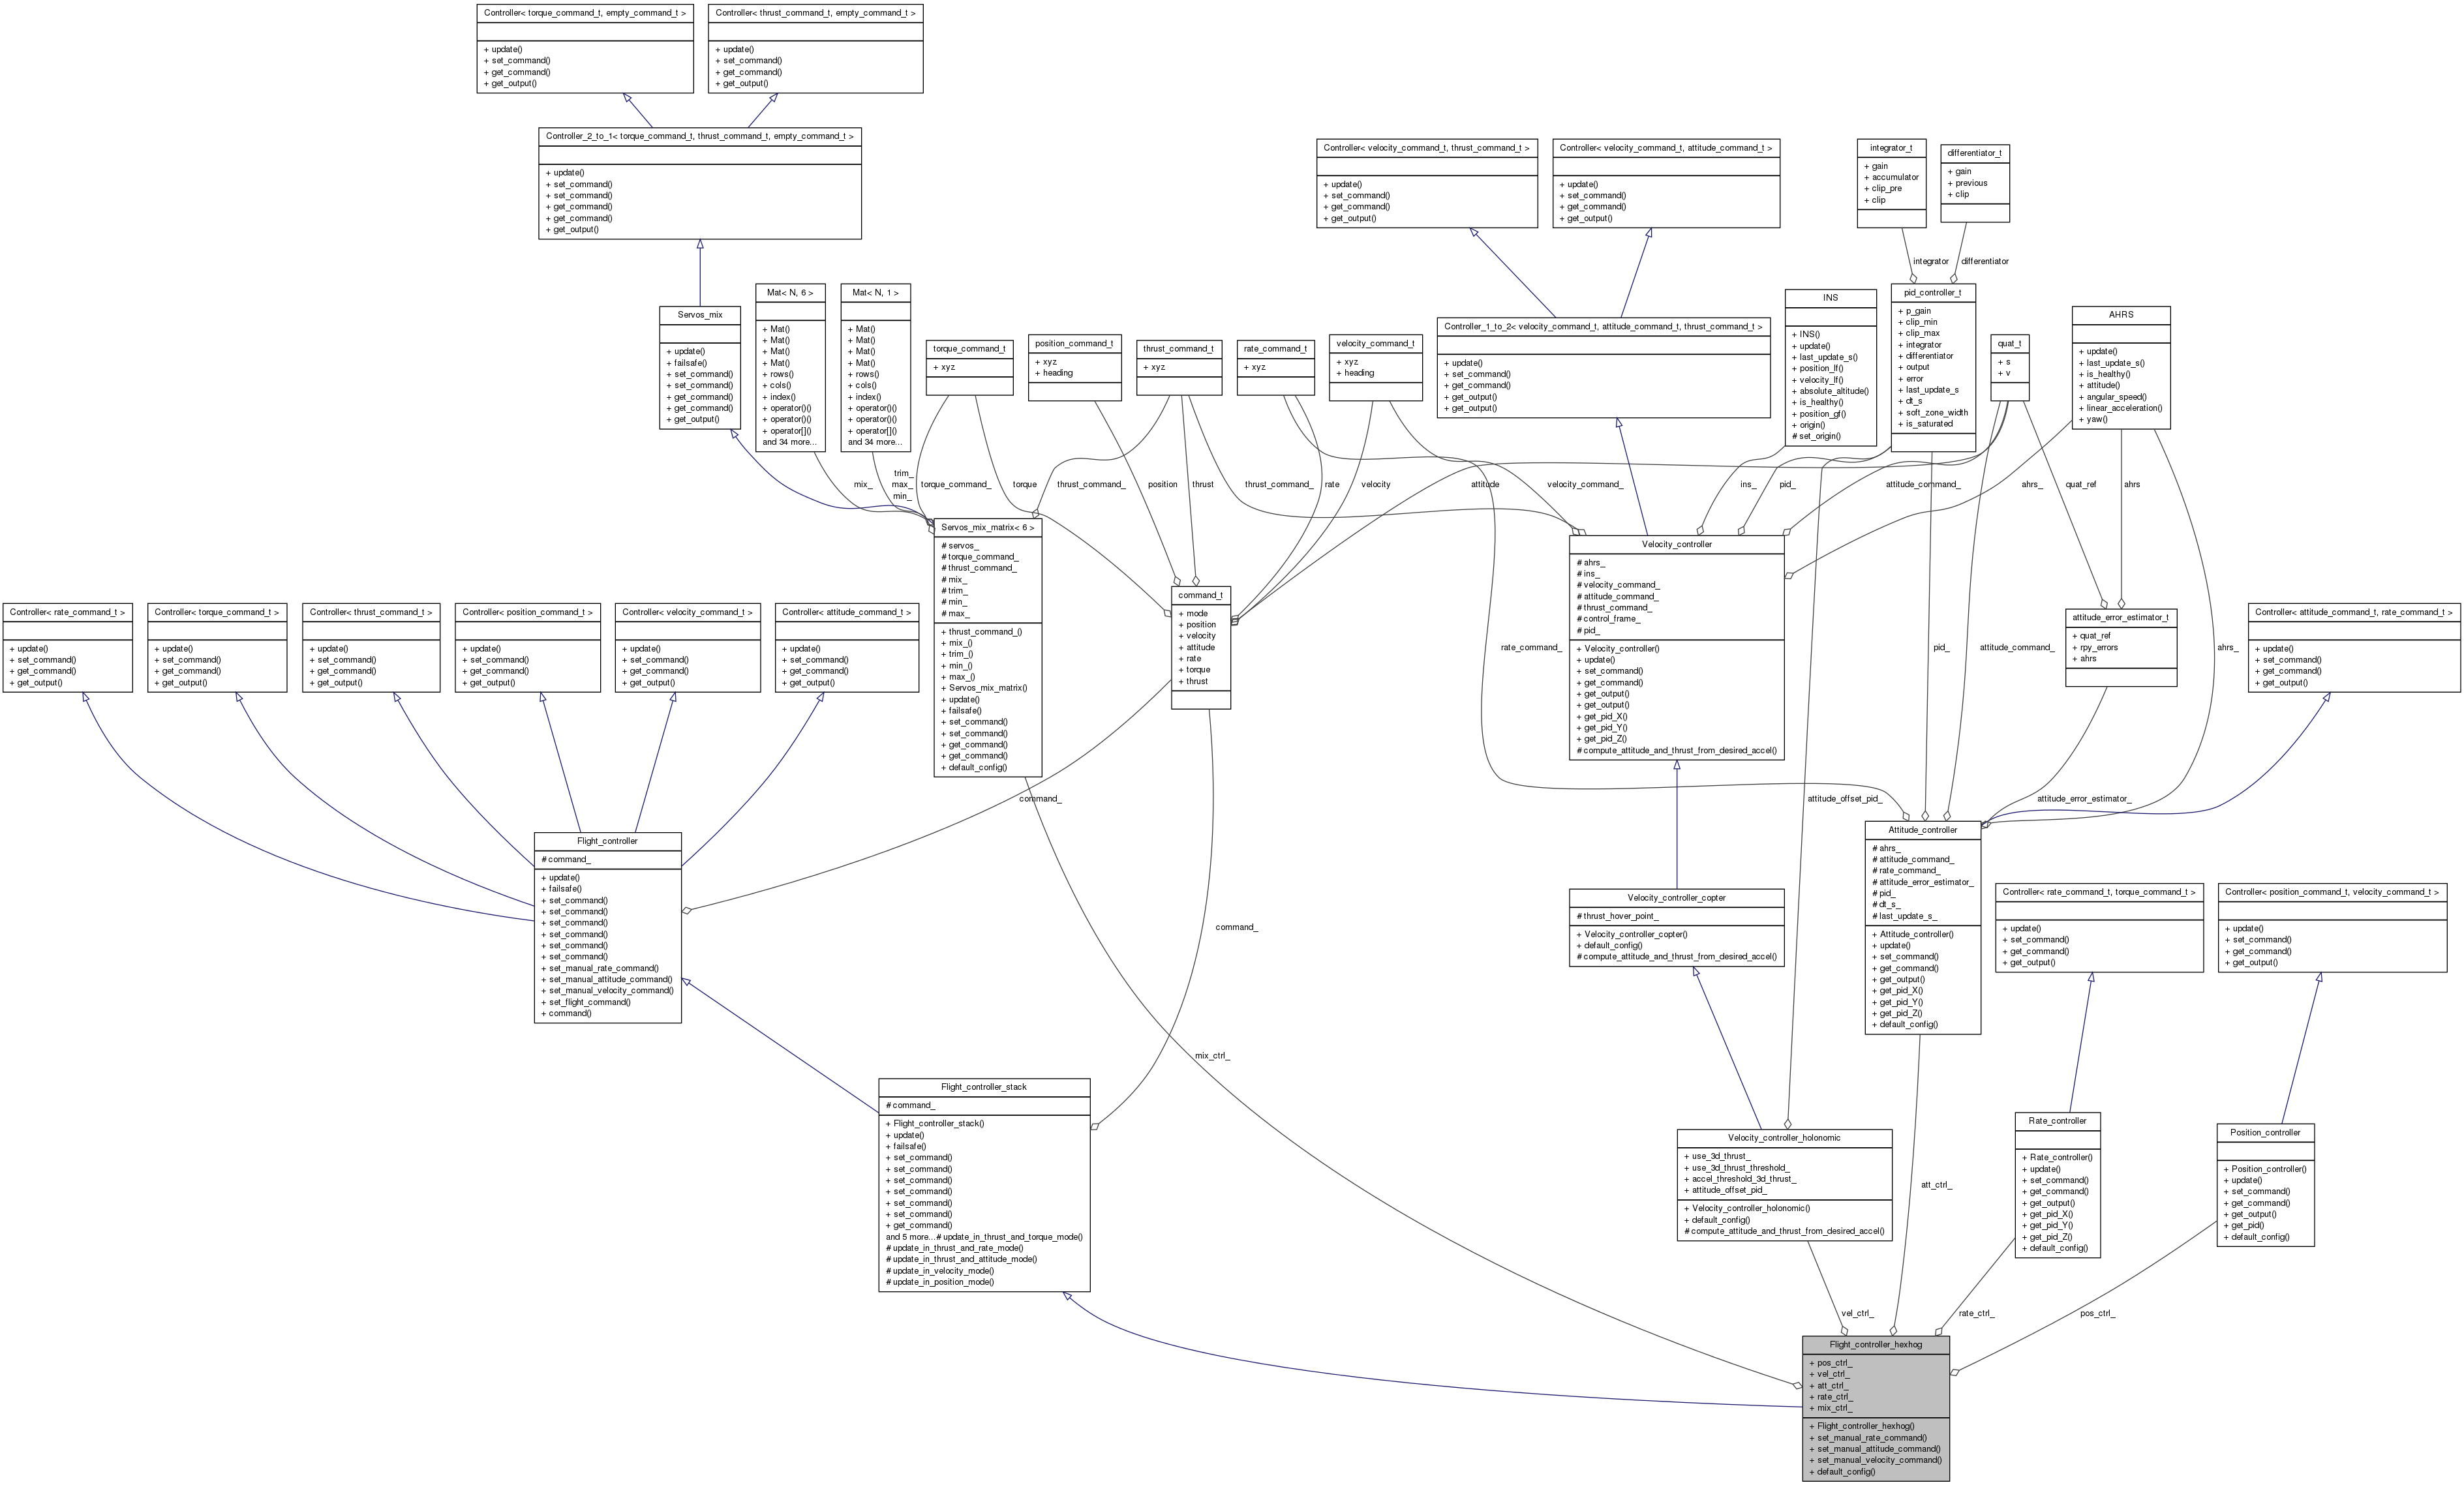 Controller< torque_command_t, empty_command_t >
+ update()
+ set_command()
+ get_command()
+ get_output()
Controller< thrust_command_t, empty_command_t >
+ update()
+ set_command()
+ get_command()
+ get_output()
Controller_2_to_1< torque_command_t, thrust_command_t, empty_command_t >
+ update()
+ set_command()
+ set_command()
+ get_command()
+ get_command()
+ get_output()
Controller< velocity_command_t, thrust_command_t >
+ update()
+ set_command()
+ get_command()
+ get_output()
Controller< velocity_command_t, attitude_command_t >
+ update()
+ set_command()
+ get_command()
+ get_output()
integrator_t
+ gain
+ accumulator
+ clip_pre
+ clip
differentiator_t
+ gain
+ previous
+ clip
integrator
differentiator
Servos_mix
+ update()
+ failsafe()
+ set_command()
+ set_command()
+ get_command()
+ get_command()
+ get_output()
Mat< N, 6 >
+ Mat()
+ Mat()
+ Mat()
+ Mat()
+ rows()
+ cols()
+ index()
+ operator()()
+ operator()()
+ operator[]()
and 34 more...
Mat< N, 1 >
+ Mat()
+ Mat()
+ Mat()
+ Mat()
+ rows()
+ cols()
+ index()
+ operator()()
+ operator()()
+ operator[]()
and 34 more...
torque_command_t
+ xyz
position_command_t
+ xyz
+ heading
thrust_command_t
+ xyz
rate_command_t
+ xyz
velocity_command_t
+ xyz
+ heading
Controller_1_to_2< velocity_command_t, attitude_command_t, thrust_command_t >
+ update()
+ set_command()
+ get_command()
+ get_output()
+ get_output()
INS
+ INS()
+ update()
+ last_update_s()
+ position_lf()
+ velocity_lf()
+ absolute_altitude()
+ is_healthy()
+ position_gf()
+ origin()
# set_origin()
pid_controller_t
+ p_gain
+ clip_min
+ clip_max
+ integrator
+ differentiator
+ output
+ error
+ last_update_s
+ dt_s
+ soft_zone_width
+ is_saturated
quat_t
+ s
+ v
AHRS
+ update()
+ last_update_s()
+ is_healthy()
+ attitude()
+ angular_speed()
+ linear_acceleration()
+ yaw()
mix_
trim_
max_
min_
torque_command_
torque
thrust_command_
position
thrust
thrust_command_
rate
velocity
attitude
velocity_command_
ins_
pid_
attitude_command_
ahrs_
quat_ref
ahrs
Servos_mix_matrix< 6 >
# servos_
# torque_command_
# thrust_command_
# mix_
# trim_
# min_
# max_
+ thrust_command_()
+ mix_()
+ trim_()
+ min_()
+ max_()
+ Servos_mix_matrix()
+ update()
+ failsafe()
+ set_command()
+ set_command()
+ get_command()
+ get_command()
+ default_config()
command_t
+ mode
+ position
+ velocity
+ attitude
+ rate
+ torque
+ thrust
Velocity_controller
# ahrs_
# ins_
# velocity_command_
# attitude_command_
# thrust_command_
# control_frame_
# pid_
+ Velocity_controller()
+ update()
+ set_command()
+ get_command()
+ get_output()
+ get_output()
+ get_pid_X()
+ get_pid_Y()
+ get_pid_Z()
# compute_attitude_and_thrust_from_desired_accel()
attitude_error_estimator_t
+ quat_ref
+ rpy_errors
+ ahrs
Controller< rate_command_t >
+ update()
+ set_command()
+ get_command()
+ get_output()
Controller< torque_command_t >
+ update()
+ set_command()
+ get_command()
+ get_output()
Controller< thrust_command_t >
+ update()
+ set_command()
+ get_command()
+ get_output()
Controller< position_command_t >
+ update()
+ set_command()
+ get_command()
+ get_output()
Controller< velocity_command_t >
+ update()
+ set_command()
+ get_command()
+ get_output()
Controller< attitude_command_t >
+ update()
+ set_command()
+ get_command()
+ get_output()
Controller< attitude_command_t, rate_command_t >
+ update()
+ set_command()
+ get_command()
+ get_output()
rate_command_
pid_
attitude_command_
ahrs_
command_
attitude_offset_pid_
attitude_error_estimator_
Flight_controller
# command_
+ update()
+ failsafe()
+ set_command()
+ set_command()
+ set_command()
+ set_command()
+ set_command()
+ set_command()
+ set_manual_rate_command()
+ set_manual_attitude_command()
+ set_manual_velocity_command()
+ set_flight_command()
+ command()
Attitude_controller
# ahrs_
# attitude_command_
# rate_command_
# attitude_error_estimator_
# pid_
# dt_s_
# last_update_s_
+ Attitude_controller()
+ update()
+ set_command()
+ get_command()
+ get_output()
+ get_pid_X()
+ get_pid_Y()
+ get_pid_Z()
+ default_config()
Velocity_controller_copter
# thrust_hover_point_
+ Velocity_controller_copter()
+ default_config()
# compute_attitude_and_thrust_from_desired_accel()
Controller< rate_command_t, torque_command_t >
+ update()
+ set_command()
+ get_command()
+ get_output()
Controller< position_command_t, velocity_command_t >
+ update()
+ set_command()
+ get_command()
+ get_output()
command_
mix_ctrl_
Flight_controller_stack
# command_
+ Flight_controller_stack()
+ update()
+ failsafe()
+ set_command()
+ set_command()
+ set_command()
+ set_command()
+ set_command()
+ set_command()
+ get_command()
and 5 more...# update_in_thrust_and_torque_mode()
# update_in_thrust_and_rate_mode()
# update_in_thrust_and_attitude_mode()
# update_in_velocity_mode()
# update_in_position_mode()
Velocity_controller_holonomic
+ use_3d_thrust_
+ use_3d_thrust_threshold_
+ accel_threshold_3d_thrust_
+ attitude_offset_pid_
+ Velocity_controller_holonomic()
+ default_config()
# compute_attitude_and_thrust_from_desired_accel()
att_ctrl_
Rate_controller
+ Rate_controller()
+ update()
+ set_command()
+ get_command()
+ get_output()
+ get_pid_X()
+ get_pid_Y()
+ get_pid_Z()
+ default_config()
Position_controller
+ Position_controller()
+ update()
+ set_command()
+ get_command()
+ get_output()
+ get_pid()
+ default_config()
vel_ctrl_
rate_ctrl_
pos_ctrl_
Flight_controller_hexhog
+ pos_ctrl_
+ vel_ctrl_
+ att_ctrl_
+ rate_ctrl_
+ mix_ctrl_
+ Flight_controller_hexhog()
+ set_manual_rate_command()
+ set_manual_attitude_command()
+ set_manual_velocity_command()
+ default_config()